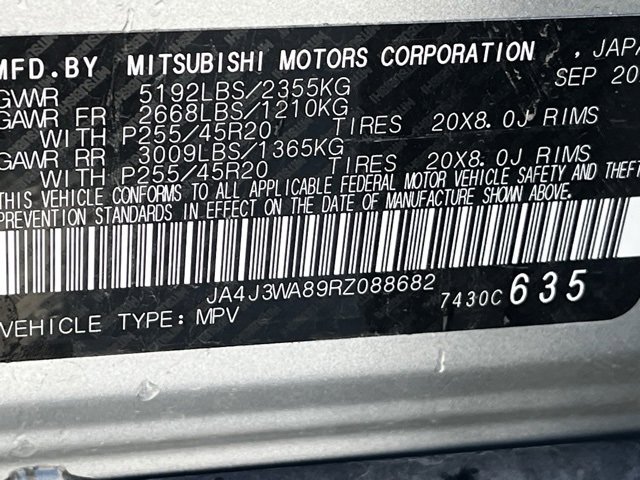 MFD.BY MITSUBISHI MOTORS CORPORATION , JAPA
SEP 20
GVWR 5192LBS/2355KG
GAWR FR 2668LBS/1210KG
WITH P255/45R20 TIRES 20X8.0J RIMS
GAWR RR 3009LBS/1365KG
WITH P255/45R20 TIRES 20X8.0J RIMS
THIS VEHICLE CONFORMS TO ALL APPLICABLE FEDERAL MOTOR VEHICLE SAFETY AND THEFT
PREVENTION STANDARDS IN EFFECT ON THE DATE OF MANUFACTURE SHOWN ABOVE.
JA4J3WA89RZ088682 7430C 635
VEHICLE TYPE: MPV